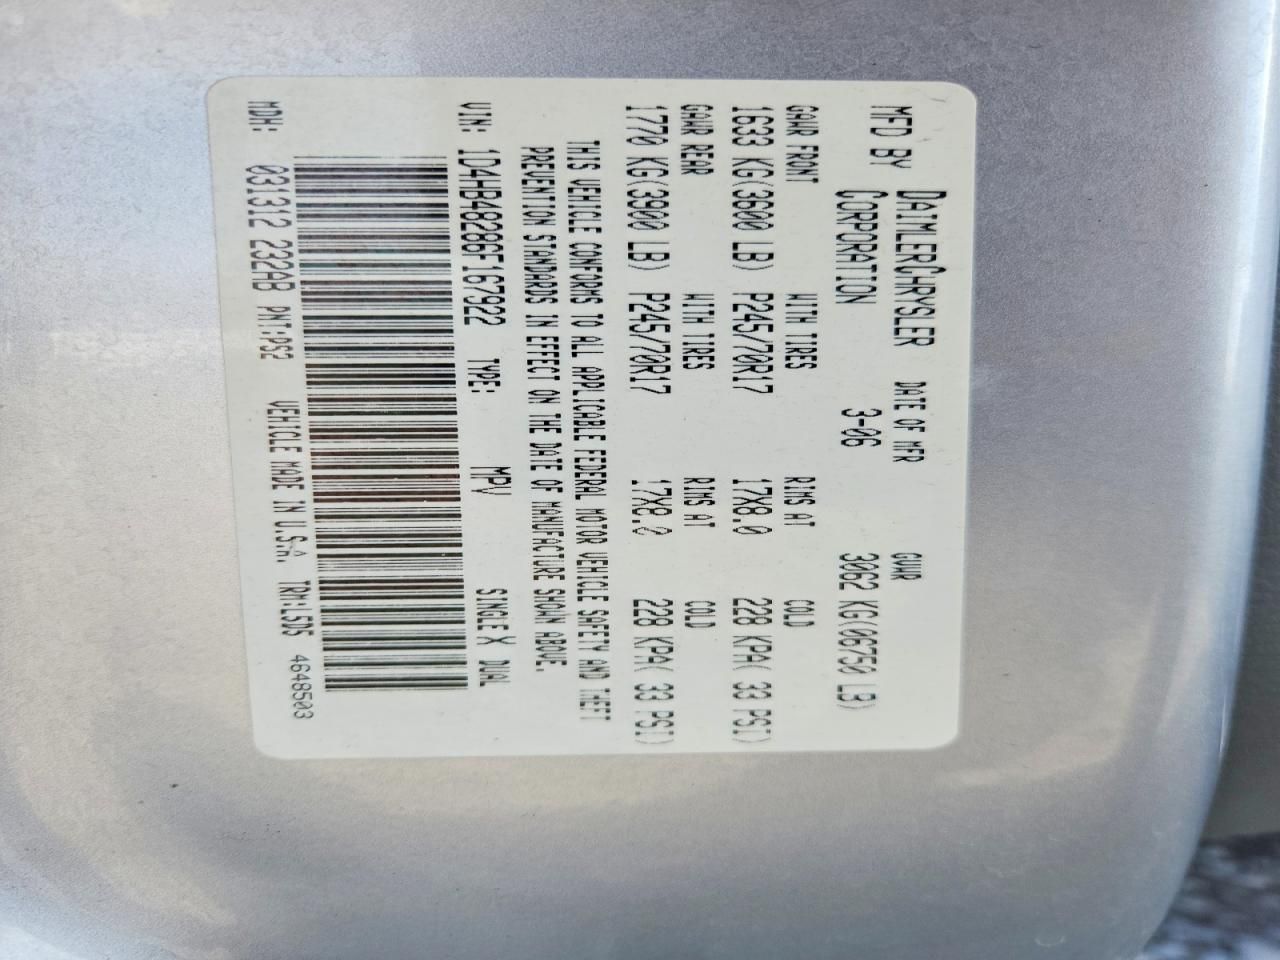 MFD BY DAIMLERCHRYSLER DATE OF MFR GVWR
CORPORATION 3-06 3062 KG(06750 LB)
GAWR FRONT WITH TIRES RIMS AT COLD
1633 KG(3600 LB) P245/70R17 17X8.0 228 KPA( 33 PSI)
GAWR REAR WITH TIRES RIMS AT COLD
1770 KG(3900 LB) P245/70R17 17X8.0 228 KPA( 33 PSI)
THIS VEHICLE CONFORMS TO ALL APPLICABLE FEDERAL MOTOR VEHICLE SAFETY AND THEFT
PREVENTION STANDARDS IN EFFECT ON THE DATE OF MANUFACTURE SHOWN ABOVE.
VIN: 1D4HB48286F167922 TYPE: MPV SINGLE X DUAL
MDH: 031312 232AB PNT:PS2 VEHICLE MADE IN U.S.A. TRM:L5D5 4648503